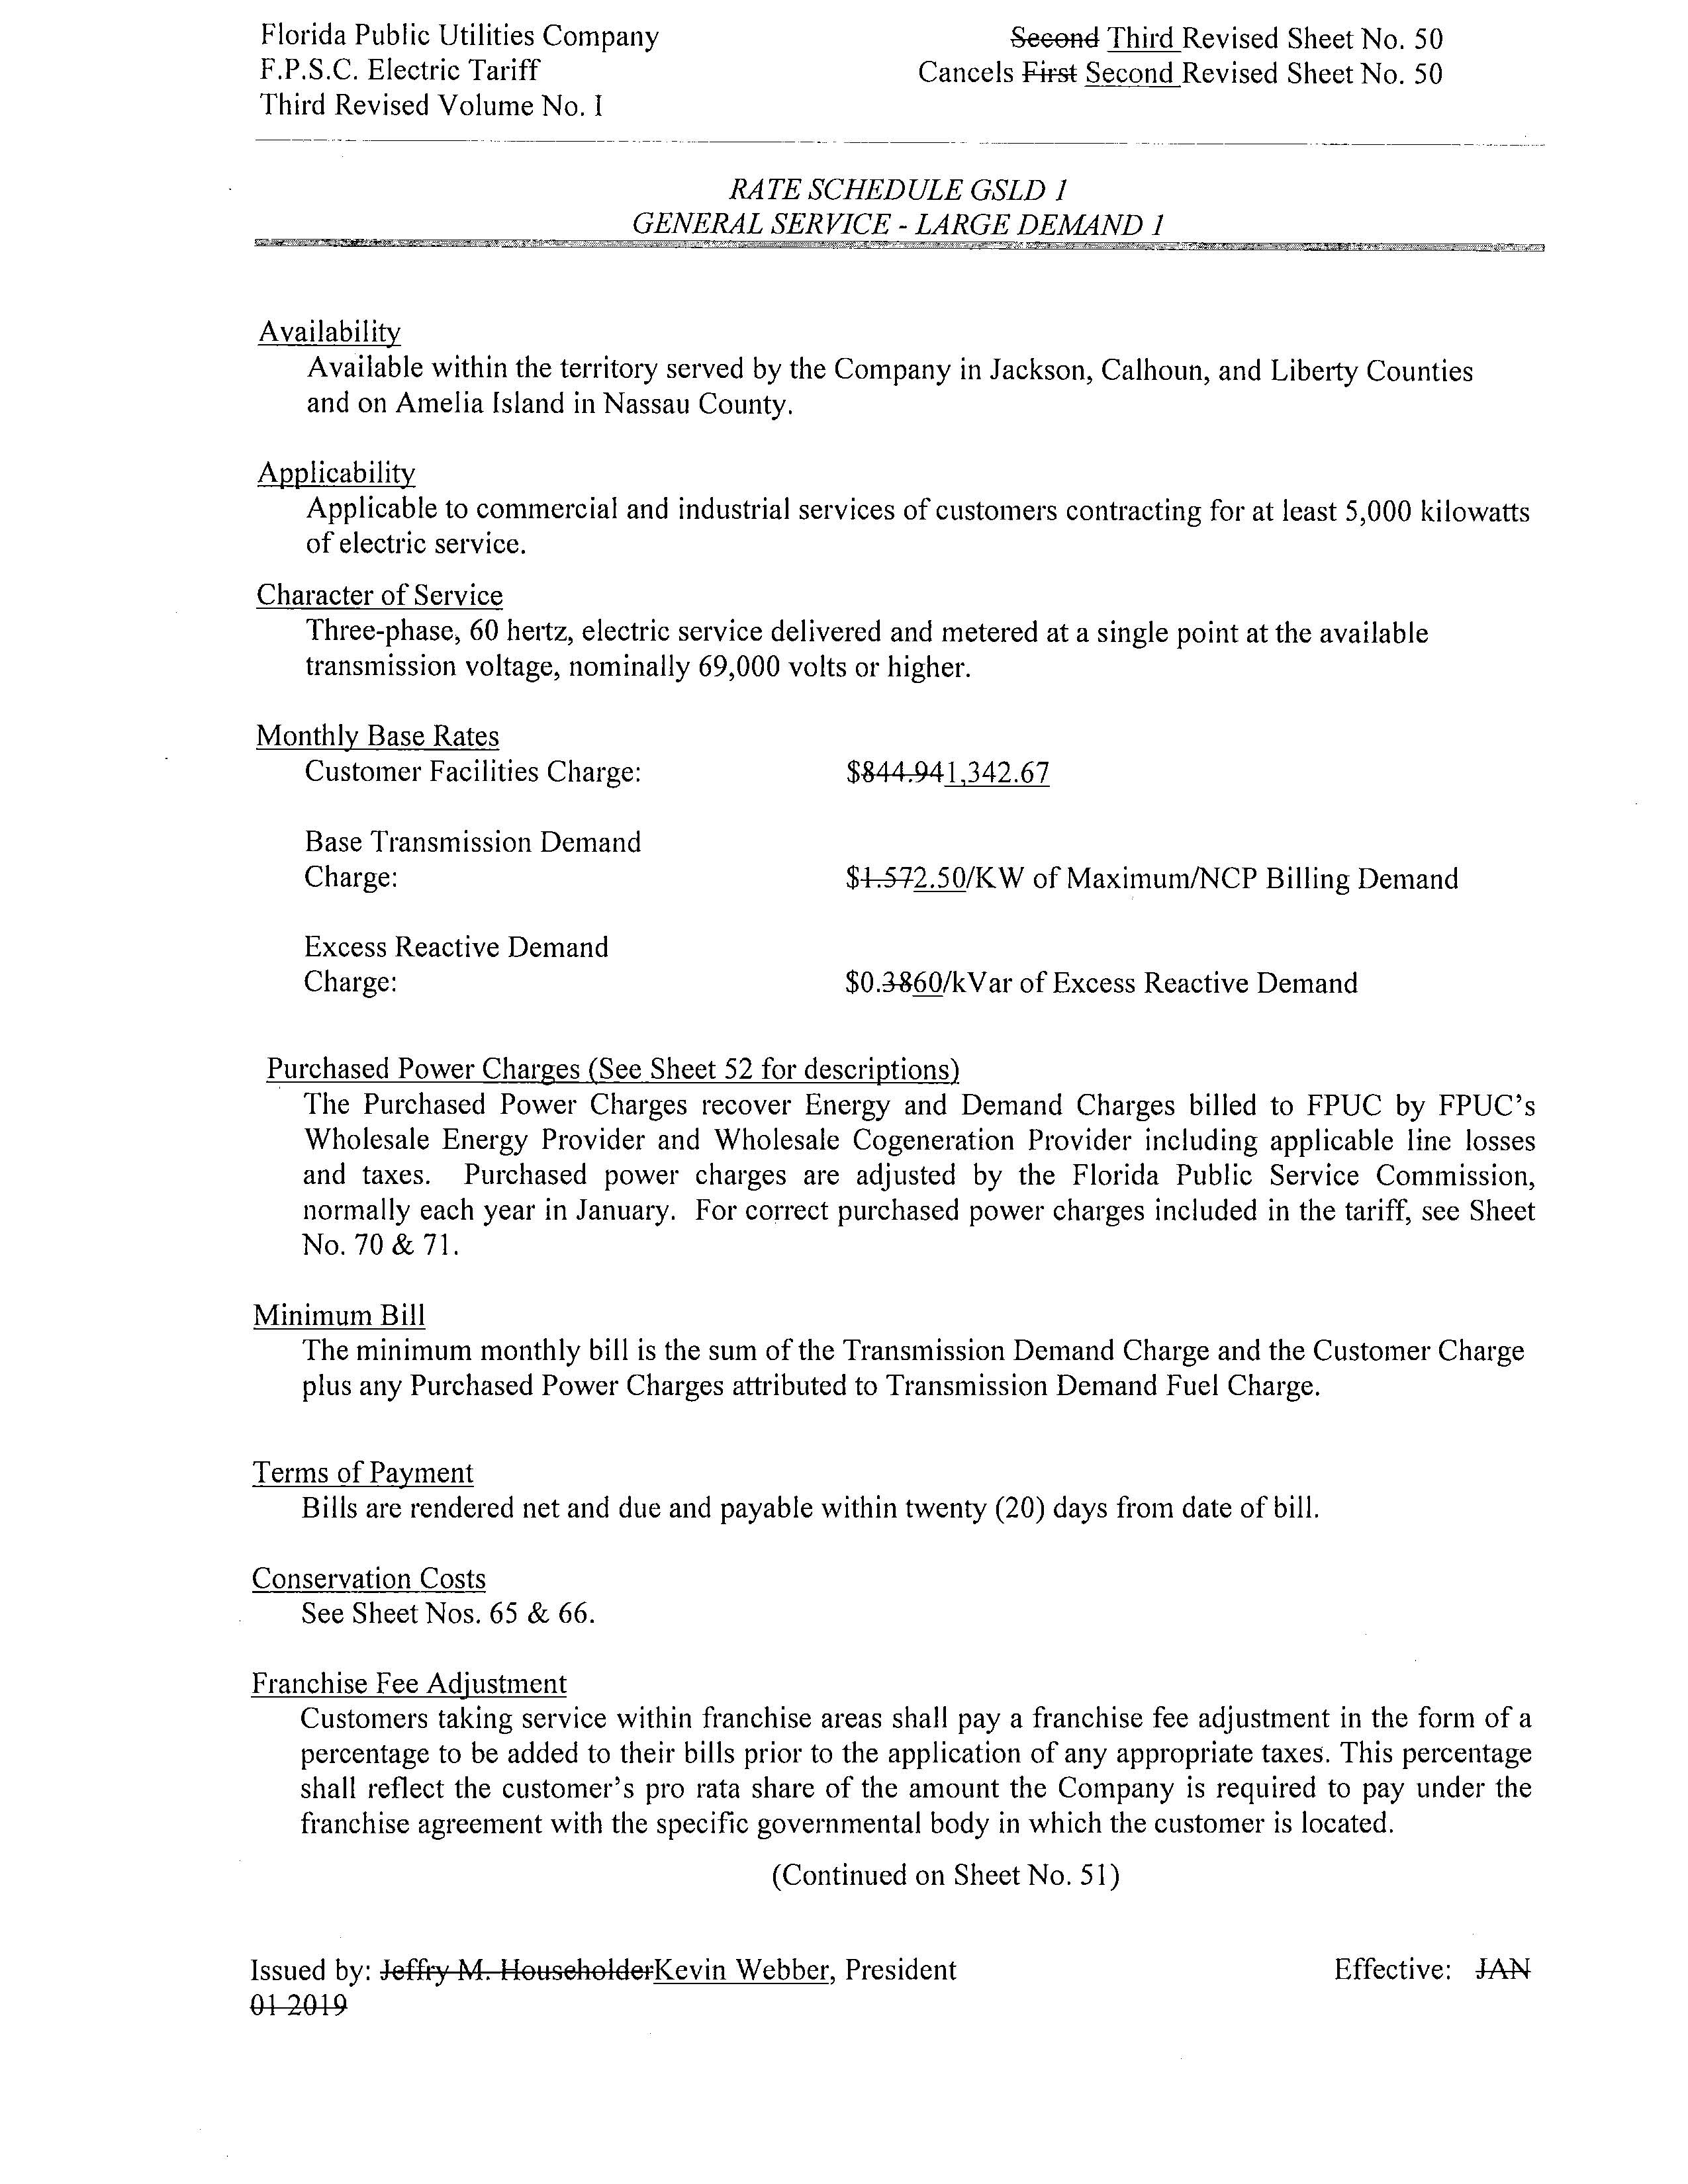 Florida Public Utilities Company
Second Third Revised Sheet No. 50
F.P.S.C. Electric Tariff
Cancels First Second Revised Sheet No. 50
Third Revised Volume No. I
RATE SCHEDULE GSLD 1
GENERAL SERVICE - LARGE DEMAND 1
Availability
Available within the territory served by the Company in Jackson, Calhoun, and Liberty Counties
and on Amelia Island in Nassau County.
Applicability
Applicable to commercial and industrial services of customers contracting for at least 5,000 kilowatts
of electric service.
Character of Service
Three-phase, 60 hertz, electric service delivered and metered at a single point at the available
transmission voltage, nominally 69,000 volts or higher.
Monthly Base Rates
Customer Facilities Charge: $844.941,342.67
Base Transmission Demand
Charge: $1.572.50/KW of Maximum/NCP Billing Demand
Excess Reactive Demand
Charge: $0.3860/kVar of Excess Reactive Demand
Purchased Power Charges (See Sheet 52 for descriptions)
The Purchased Power Charges recover Energy and Demand Charges billed to FPUC by FPUC's
Wholesale Energy Provider and Wholesale Cogeneration Provider including applicable line losses
and taxes. Purchased power charges are adjusted by the Florida Public Service Commission,
normally each year in January. For correct purchased power charges included in the tariff, see Sheet
No. 70 & 71.
Minimum Bill
The minimum monthly bill is the sum of the Transmission Demand Charge and the Customer Charge
plus any Purchased Power Charges attributed to Transmission Demand Fuel Charge.
Terms of Payment
Bills are rendered net and due and payable within twenty (20) days from date of bill.
Conservation Costs
See Sheet Nos. 65 & 66.
Franchise Fee Adjustment
Customers taking service within franchise areas shall pay a franchise fee adjustment in the form of a
percentage to be added to their bills prior to the application of any appropriate taxes. This percentage
shall reflect the customer's pro rata share of the amount the Company is required to pay under the
franchise agreement with the specific governmental body in which the customer is located.
(Continued on Sheet No. 51)
Issued by: Jeffry M. HouseholderKevin Webber, President Effective: JAN
01 2019